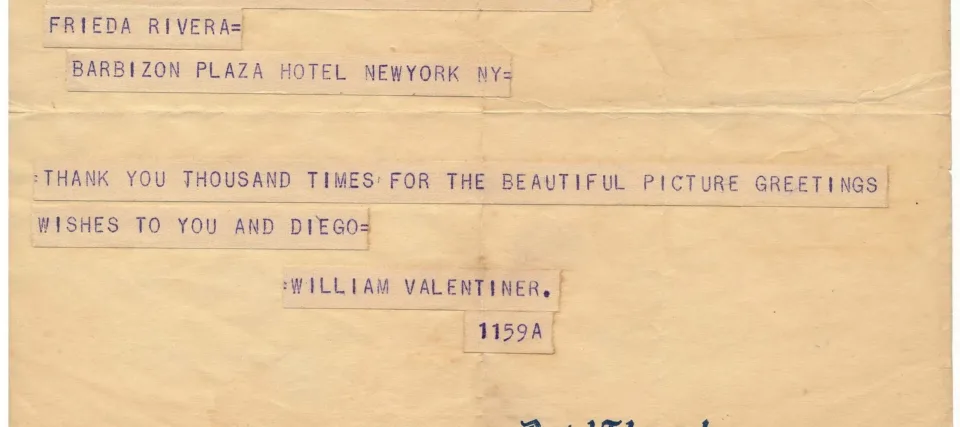 FRIEDA RIVERA=
BARBIZON PLAZA HOTEL NEWYORK NY=
:THANK YOU THOUSAND TIMES FOR THE BEAUTIFUL PICTURE GREETINGS
WISHES TO YOU AND DIEGO=
:WILLIAM VALENTINER.
1159A